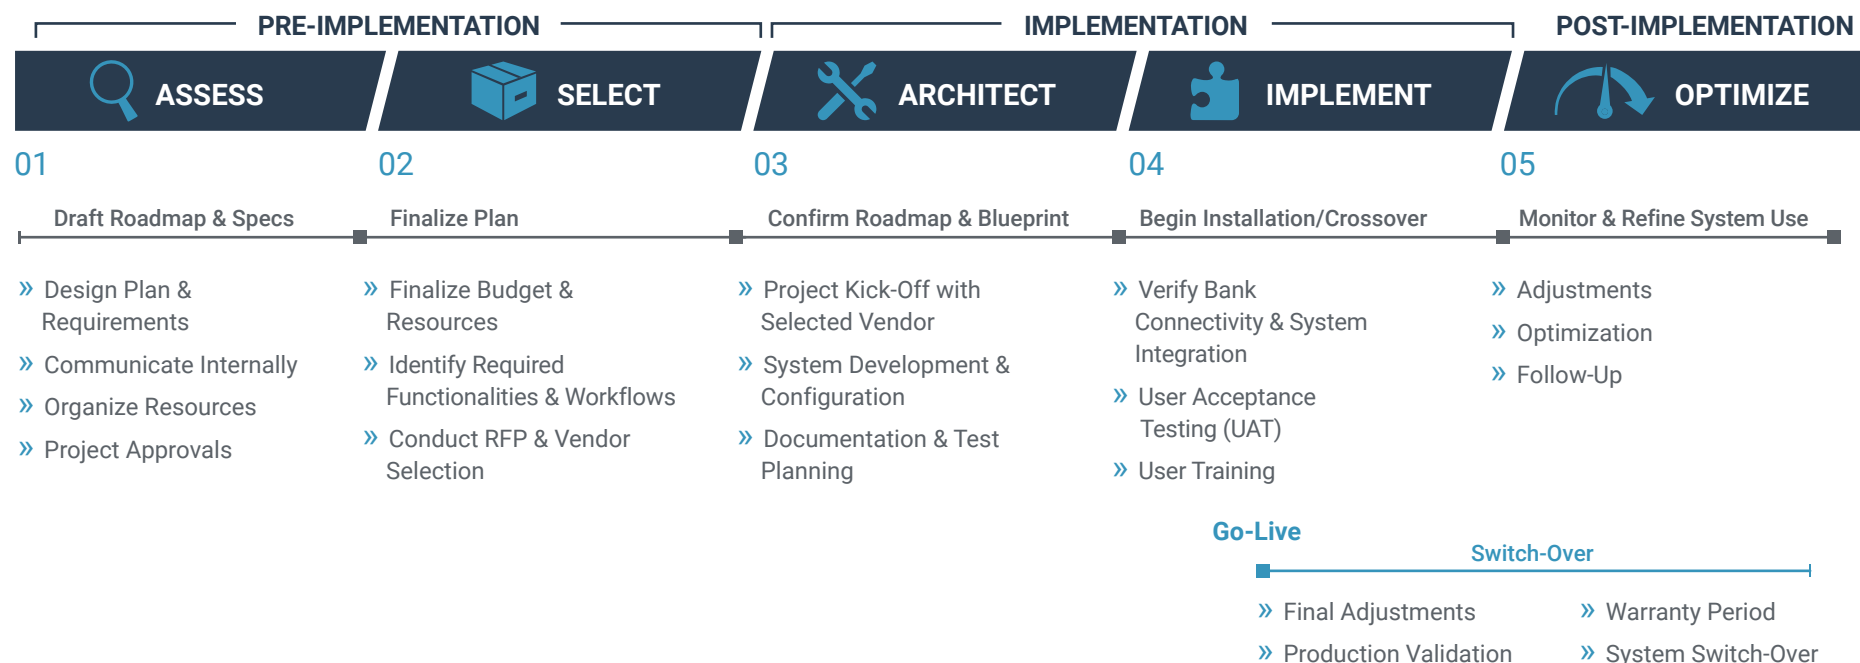 PRE-IMPLEMENTATION
IMPLEMENTATION
POST-IMPLEMENTATION
ASSESS
SELECT
ARCHITECT
IMPLEMENT
OPTIMIZE
01
02
03
04
05
Draft Roadmap & Specs
Finalize Plan
Confirm Roadmap & Blueprint
Begin Installation/Crossover
Monitor & Refine System Use
» Design Plan &
Requirements
» Communicate Internally
» Organize Resources
» Project Approvals
» Finalize Budget &
Resources
» Identify Required
Functionalities & Workflows
» Conduct RFP & Vendor
Selection
» Project Kick-Off with
Selected Vendor
» System Development &
Configuration
» Documentation & Test
Planning
» Verify Bank
Connectivity & System
Integration
» User Acceptance
Testing (UAT)
» User Training
» Adjustments
» Optimization
» Follow-Up
Go-Live
Switch-Over
» Final Adjustments
» Production Validation
» Warranty Period
» System Switch-Over